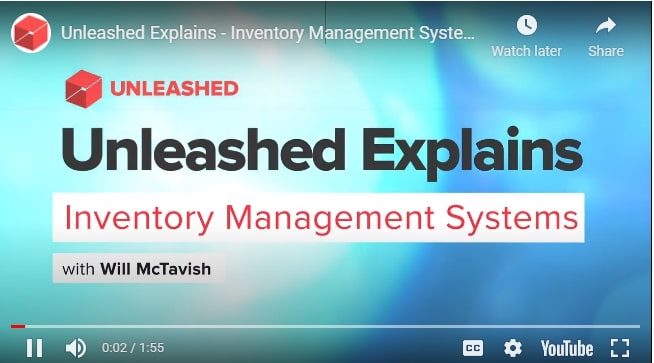 Unleashed Explains - Inventory Management Syste...
Watch later
Share
UNLEASHED
Unleashed Explains
Inventory Management Systems
with Will McTavish
0:02 / 1:55
CC
YouTube